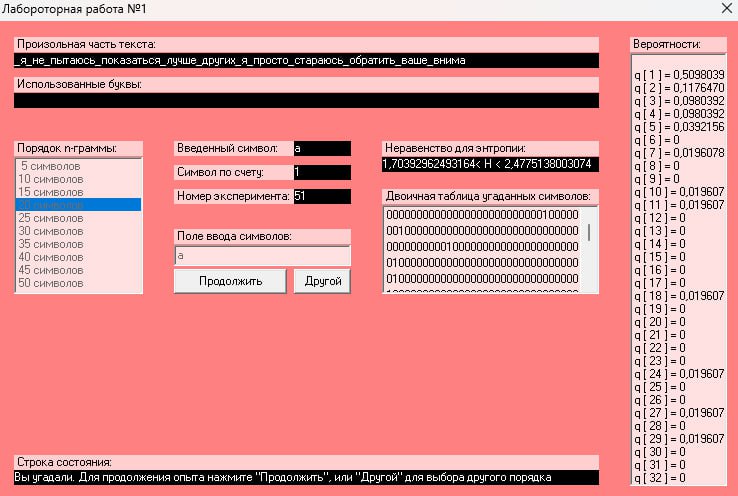 Лабороторная работа №1
Произольная часть текста:
_я_не_пытаюсь_показаться_лучше_других_я_просто_стараюсь_обратить_ваше_внима
Использованные буквы:
Порядок n-граммы:
5 символов
10 символов
15 символов
25 символов
30 символов
35 символов
40 символов
45 символов
50 символов
Введенный символ:
а
Символ по счету:
1
Номер эксперимента:
51
Поле ввода символов:
а
Продолжить
Другой
Неравенство для энтропии:
1,70392962493164< H < 2,4775138003074
Двоичная таблица угаданных символов:
00000000000000000000000000100000
00100000000000000000000000000000
00000000010000000000000000000000
01000000000000000000000000000000
01000000000000000000000000000000
Вероятности:
q [ 1 ] = 0,5098039
q [ 2 ] = 0,1176470
q [ 3 ] = 0,0980392
q [ 4 ] = 0,0980392
q [ 5 ] = 0,0392156
q [ 6 ] = 0
q [ 7 ] = 0,0196078
q [ 8 ] = 0
q [ 9 ] = 0
q [ 10 ] = 0,019607
q [ 11 ] = 0,019607
q [ 12 ] = 0
q [ 13 ] = 0
q [ 14 ] = 0
q [ 15 ] = 0
q [ 16 ] = 0
q [ 17 ] = 0
q [ 18 ] = 0,019607
q [ 19 ] = 0
q [ 20 ] = 0
q [ 21 ] = 0
q [ 22 ] = 0
q [ 23 ] = 0
q [ 24 ] = 0,019607
q [ 25 ] = 0
q [ 26 ] = 0
q [ 27 ] = 0,019607
q [ 28 ] = 0
q [ 29 ] = 0,019607
q [ 30 ] = 0
q [ 31 ] = 0
q [ 32 ] = 0
Строка состояния:
Вы угадали. Для продолжения опыта нажмите "Продолжить", или "Другой" для выбора другого порядка